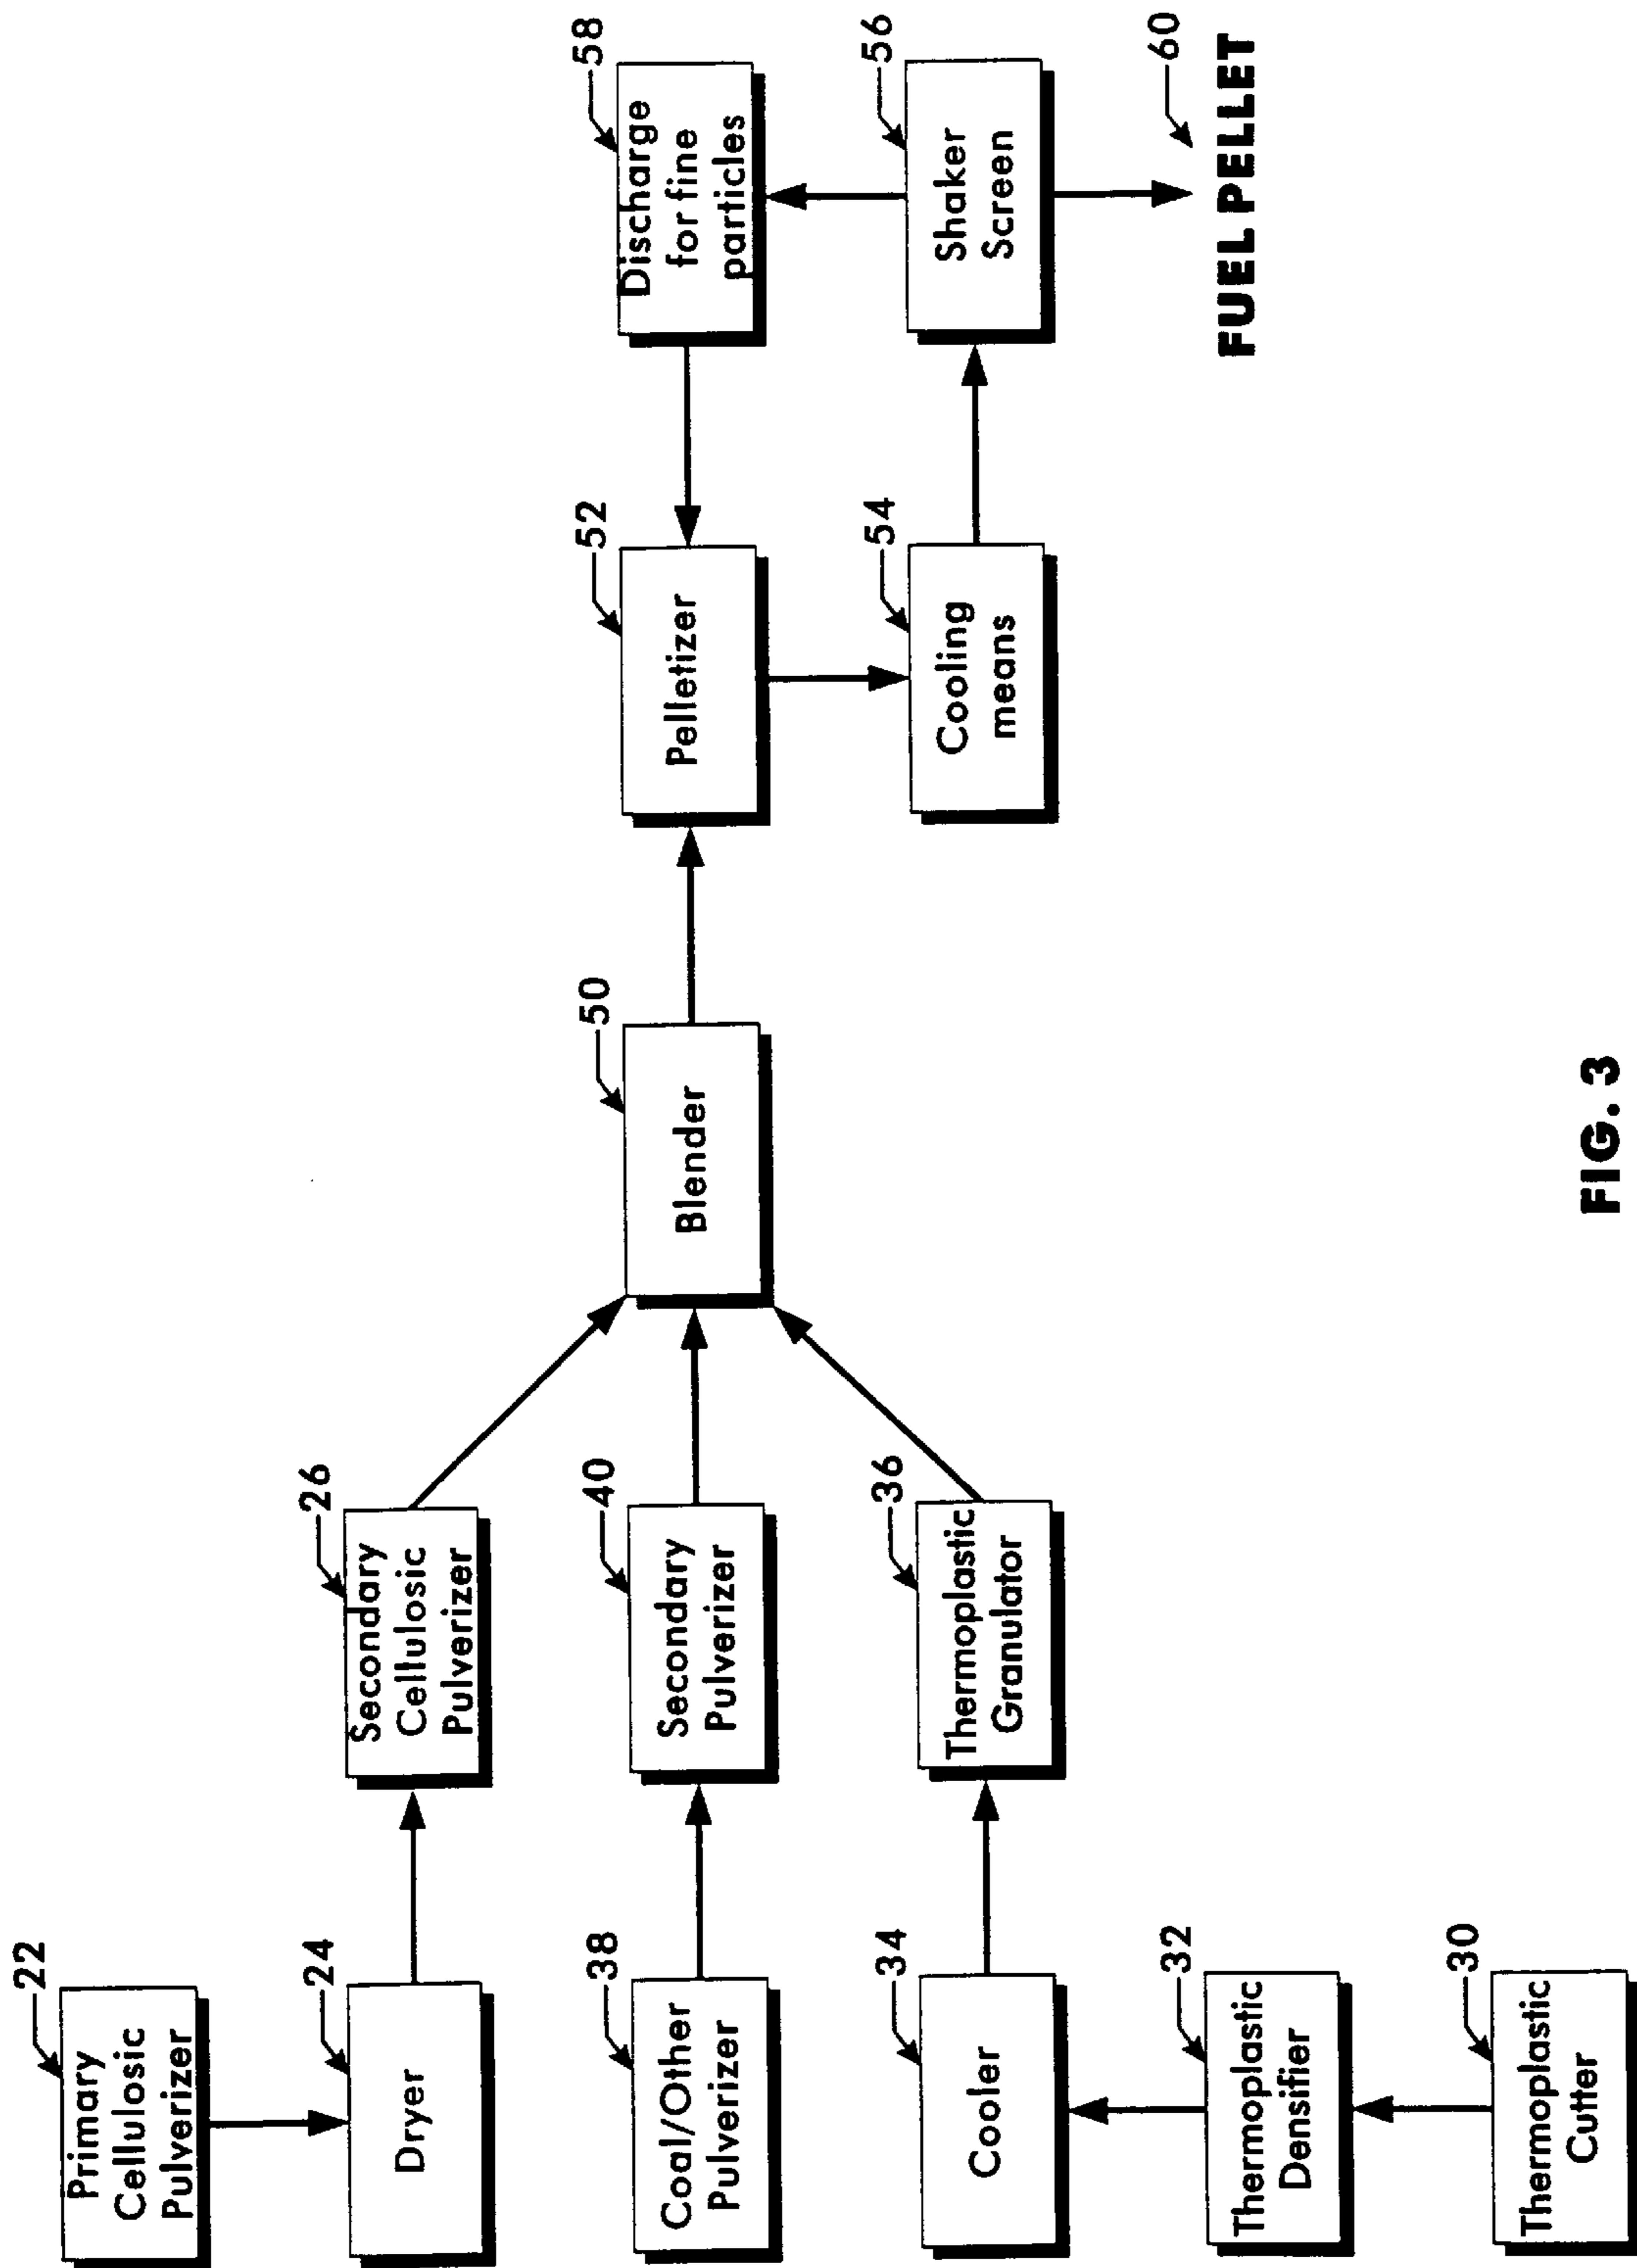 22
Primary
Cellulosic
Pulverizer
24
Dryer
26
Secondary
Cellulosic
Pulverizer
38
Coal/Other
Pulverizer
40
Secondary
Pulverizer
34
Cooler
36
Thermoplastic
Granulator
32
Thermoplastic
Densifier
30
Thermoplastic
Cutter
50
Blender
52
Pelletizer
58
Discharge
for fine
particles
54
Cooling
means
56
Shaker
Screen
60
FUEL PELLET
FIG. 3